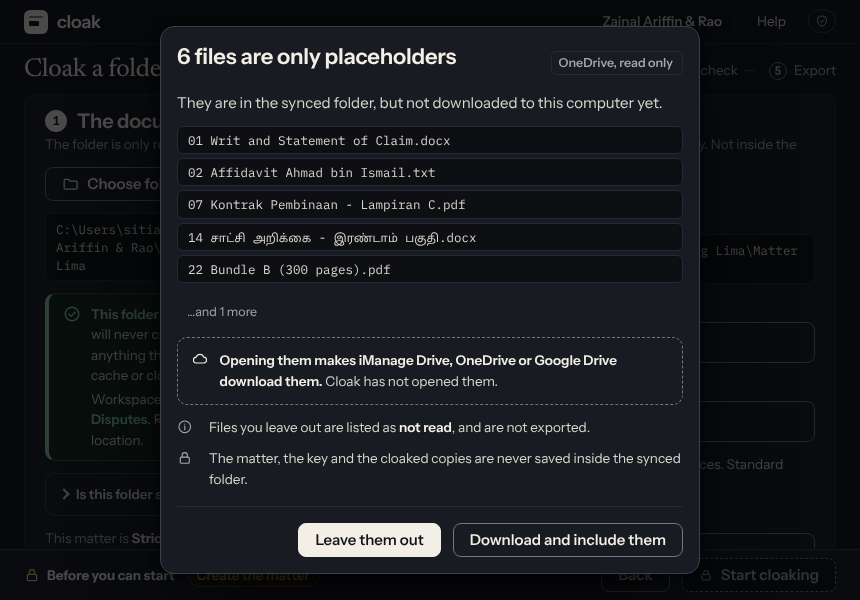 cloak
Zainal Ariffin & Rao
Help
Cloak a folde
check
5 Export
1 The docu
The folder is only r
y. Not inside the
Choose fo
C:\Users\sitia
Ariffin & Rao\
Lima
g Lima\Matter
This folder
will never c
anything th
cache or clo
Workspace
Disputes. R
location.
ces. Standard
Is this folder s
This matter is Stric
Before you can start
Create the matter
Back
Start cloaking
6 files are only placeholders
OneDrive, read only
They are in the synced folder, but not downloaded to this computer yet.
01 Writ and Statement of Claim.docx
02 Affidavit Ahmad bin Ismail.txt
07 Kontrak Pembinaan - Lampiran C.pdf
14 சாட்சி அறிக்கை - இரண்டாம் பகுதி.docx
22 Bundle B (300 pages).pdf
...and 1 more
Opening them makes iManage Drive, OneDrive or Google Drive
download them. Cloak has not opened them.
Files you leave out are listed as not read, and are not exported.
The matter, the key and the cloaked copies are never saved inside the synced
folder.
Leave them out
Download and include them